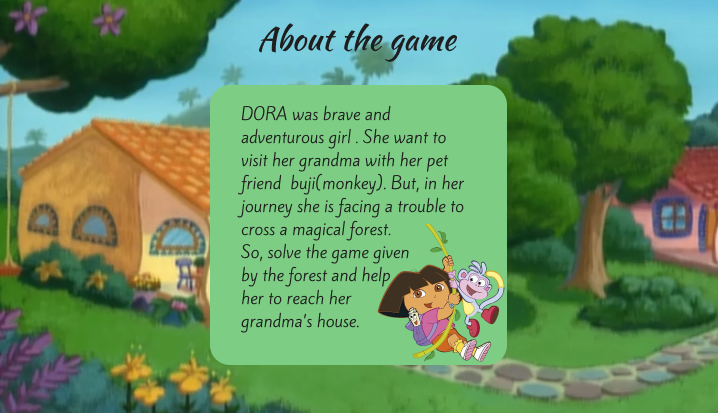 About the game
DORA was brave and
adventurous girl . She want to
visit her grandma with her pet
friend buji(monkey). But, in her
journey she is facing a trouble to
cross a magical forest.
So, solve the game given
by the forest and help
her to reach her
grandma's house.